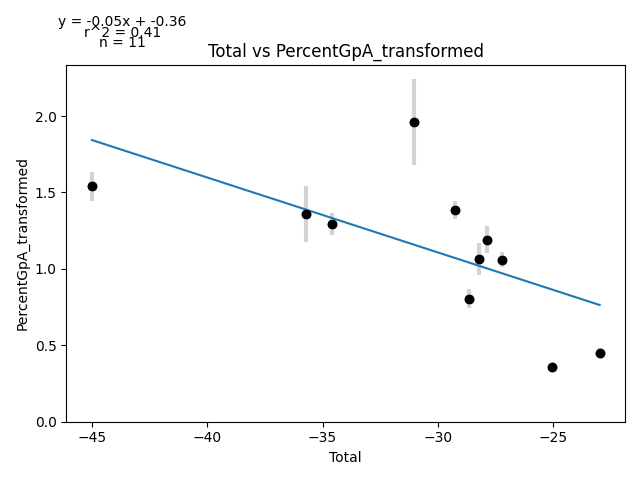 y = -0.05x + -0.36
r^2 = 0.41
n = 11
Total vs PercentGpA_transformed
PercentGpA_transformed
2.0
1.5
1.0
0.5
0.0
−45
−40
−35
−30
−25
Total